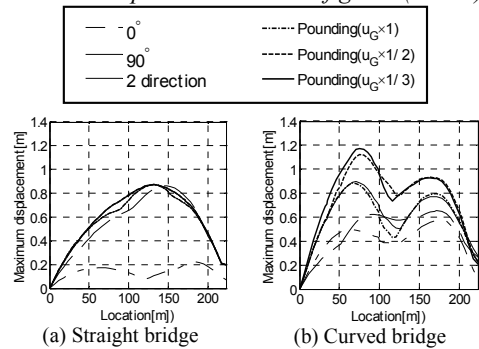 0°
90°
2 direction
Pounding(uG×1)
Pounding(uG×1/2)
Pounding(uG×1/3)
1.4
1.2
1
0.8
0.6
0.4
0.2
0
0 50 100 150 200
Maximum displacement[m]
Location[m])
(a) Straight bridge
1.4
1.2
1
0.8
0.6
0.4
0.2
0
0 50 100 150 200
Maximum displacement[m]
Location[m])
(b) Curved bridge